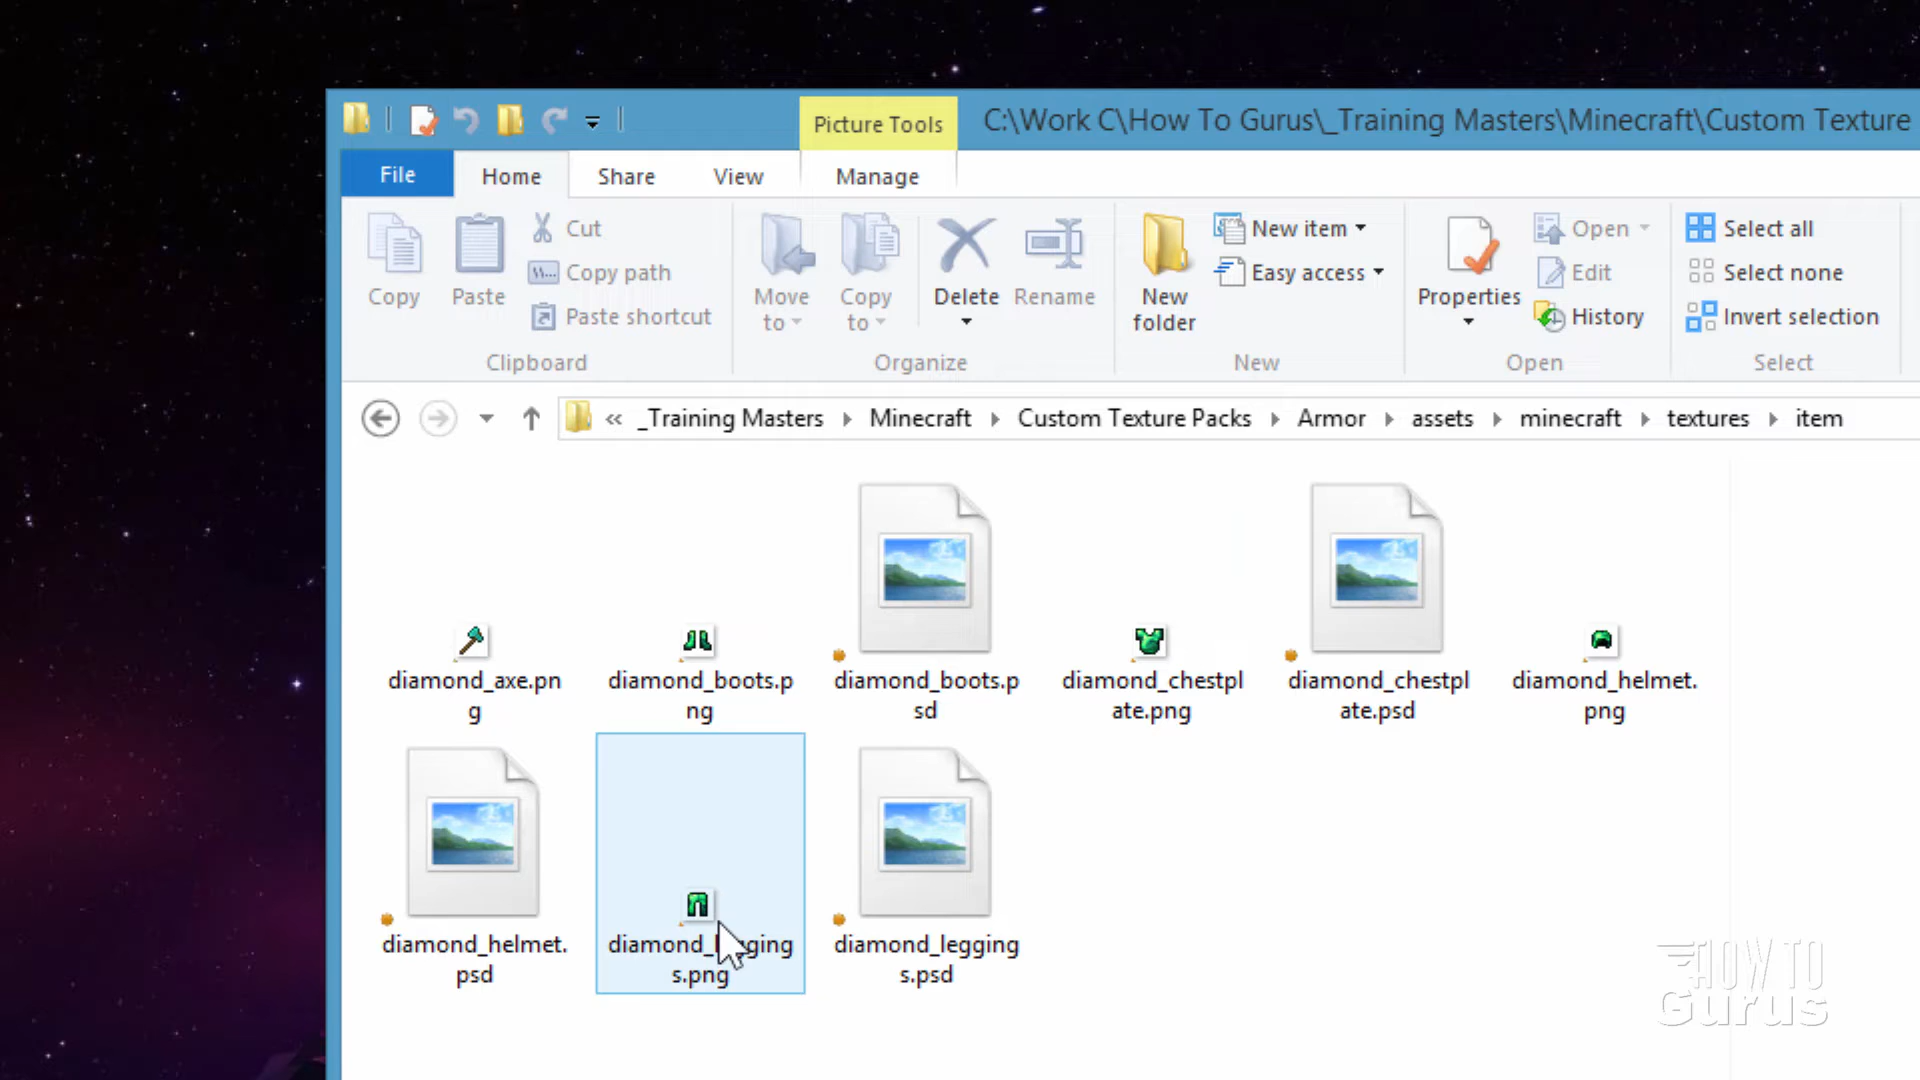 Picture Tools
C:\Work C\How To Gurus\_Training Masters\Minecraft\Custom Texture
File
Home
Share
View
Manage
Copy
Paste
Cut
Copy path
Paste shortcut
Clipboard
Move to
Copy to
Delete
Rename
Organize
New folder
New item
Easy access
New
Properties
Open
Edit
History
Open
Select all
Select none
Invert selection
Select
« _Training Masters Minecraft Custom Texture Packs Armor assets minecraft textures item
diamond_axe.pn
g
diamond_boots.p
ng
diamond_boots.p
sd
diamond_chestpl
ate.png
diamond_chestpl
ate.psd
diamond_helmet.
png
diamond_helmet.
psd
diamond_legging
s.png
diamond_legging
s.psd
HOW TO
Gurus